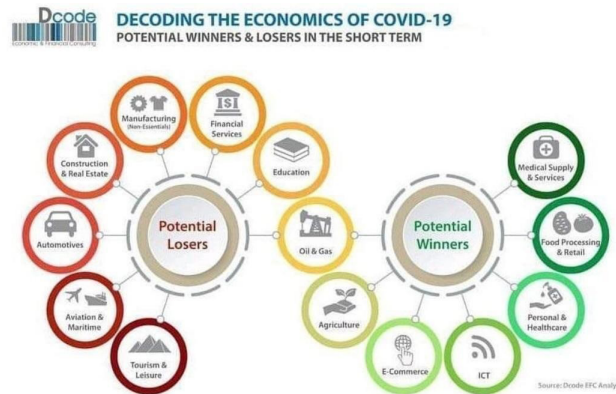 Dcode
Economic & Financial Consulting
DECODING THE ECONOMICS OF COVID-19
POTENTIAL WINNERS & LOSERS IN THE SHORT TERM
Manufacturing
(Non-Essentials)
Financial
Services
Construction
& Real Estate
Education
Automotives
Potential
Losers
Oil & Gas
Aviation &
Maritime
Tourism &
Leisure
Potential
Winners
Medical Supply
& Services
Food Processing
& Retail
Personal &
Healthcare
ICT
E-Commerce
Agriculture
Source: Dcode EFC Analy